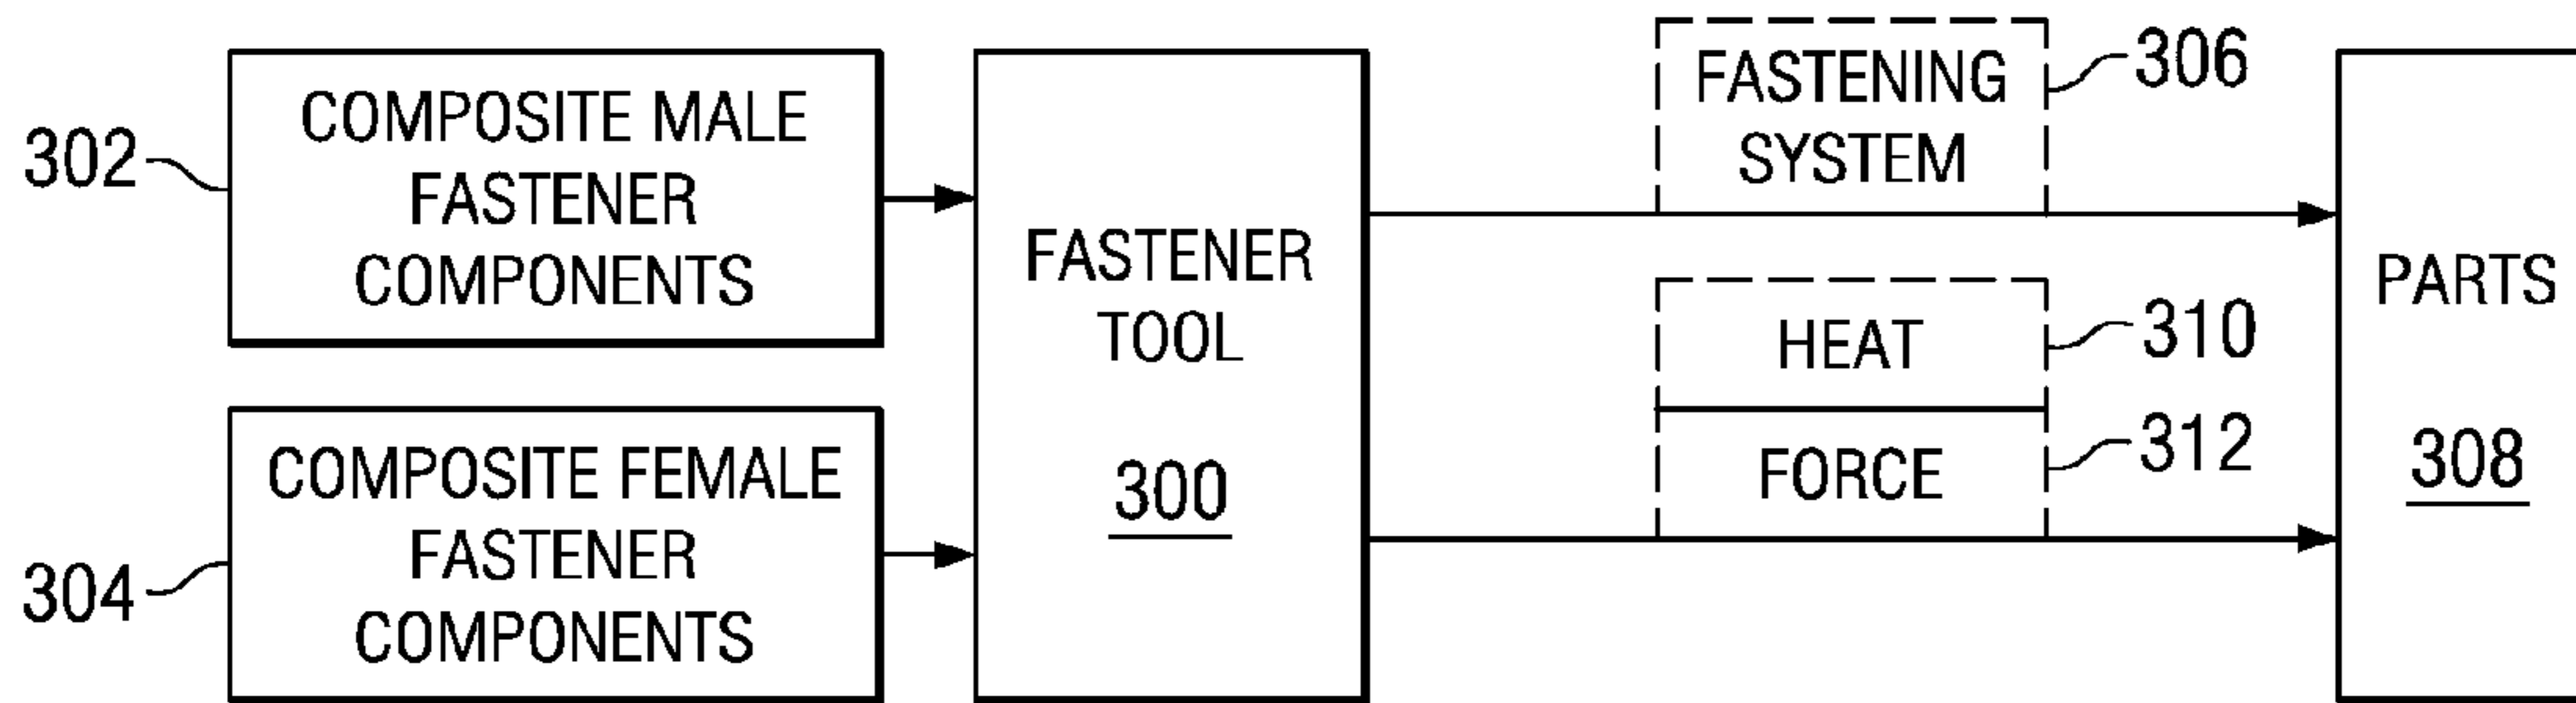 302
COMPOSITE MALE
FASTENER
COMPONENTS
304
COMPOSITE FEMALE
FASTENER
COMPONENTS
FASTENER
TOOL
300
FASTENING
SYSTEM
306
HEAT
310
FORCE
312
PARTS
308